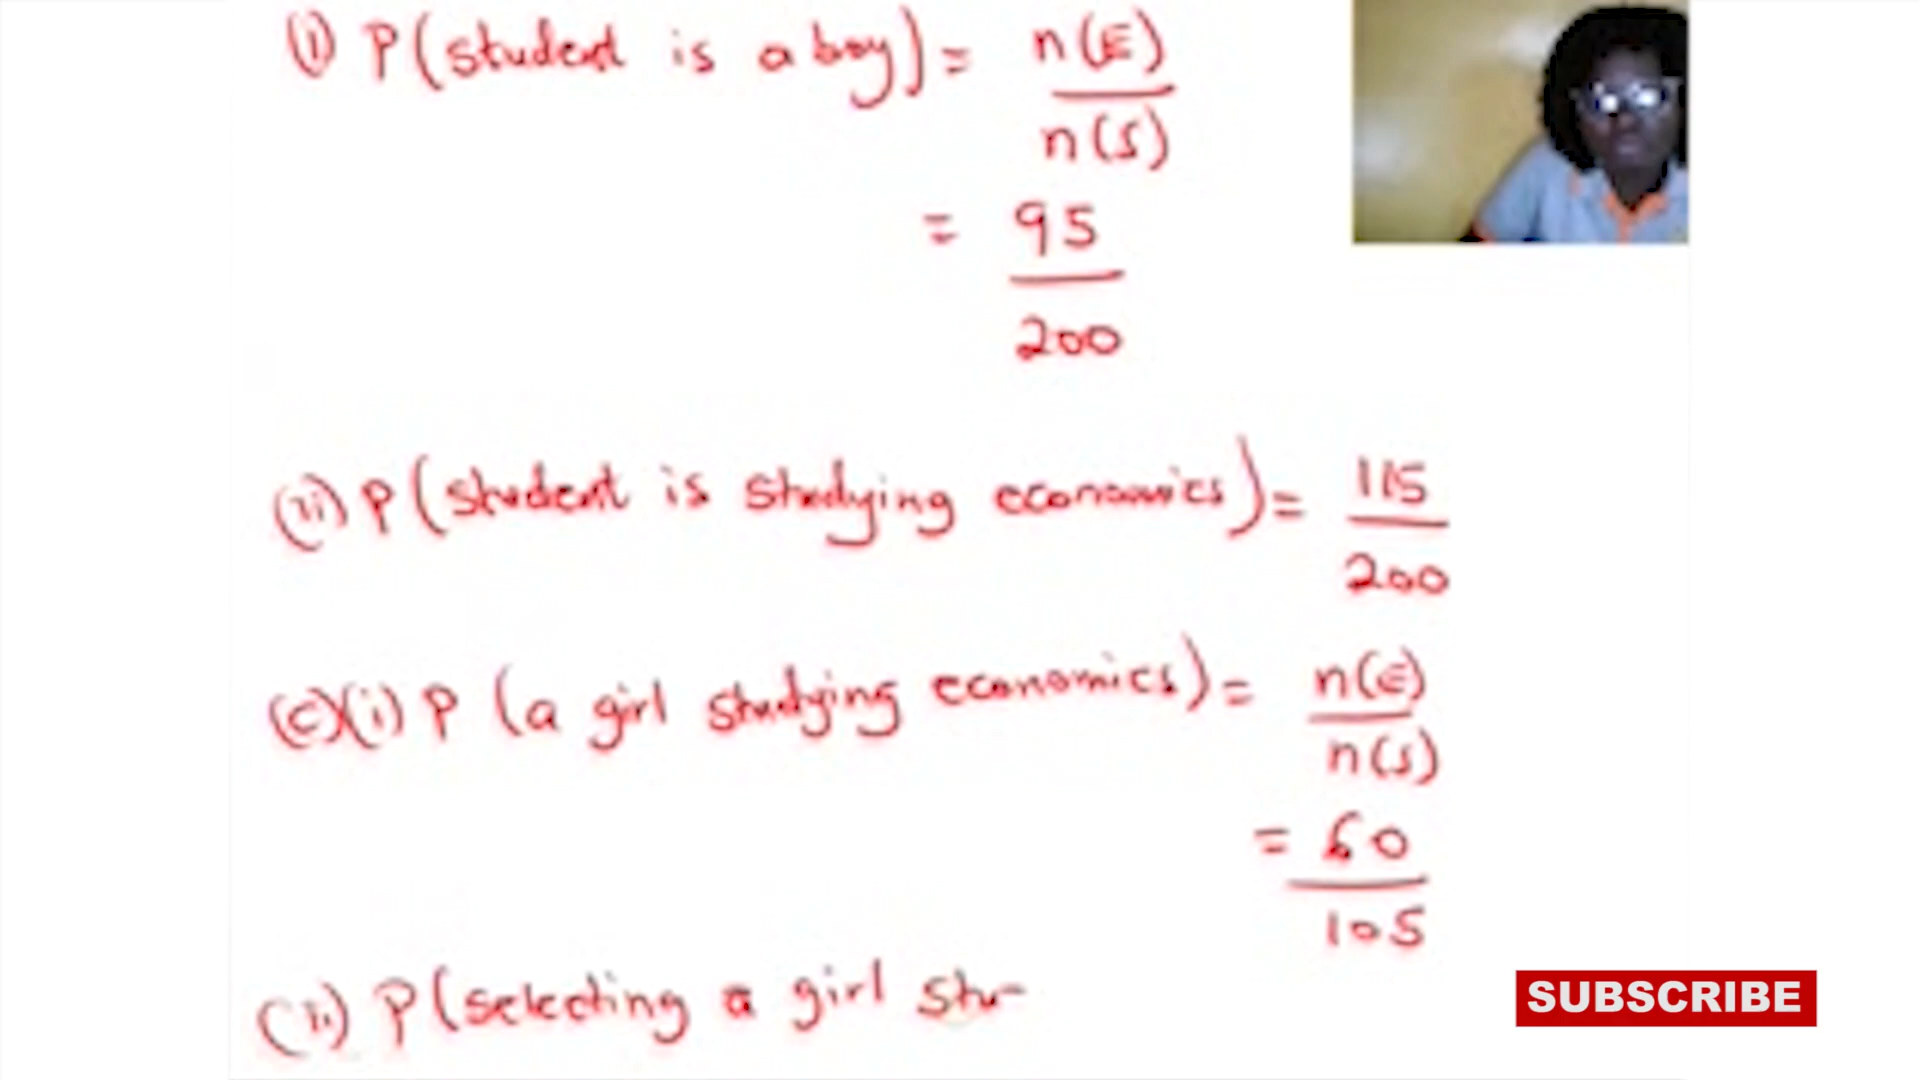 (i) P(student is a boy) = n(E)
n(S)
= 95
200
(ii) P(student is studying economics) = 115
200
(c)(i) P (a girl studying economics) = n(E)
n(S)
= 60
105
(ii) P(selecting a girl stu-
SUBSCRIBE